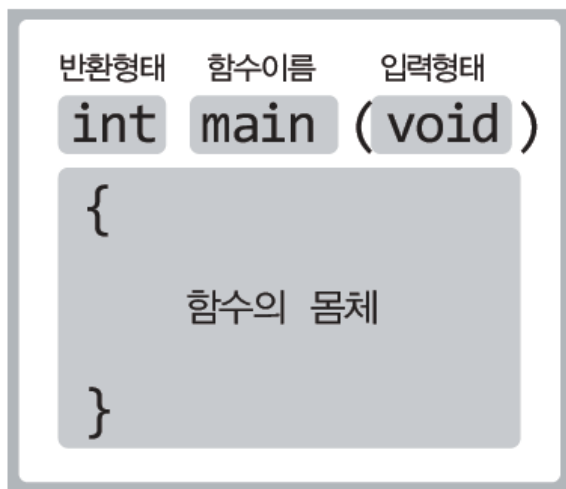 반환형태 함수이름 입력형태
int main (void)
{
함수의 몸체
}